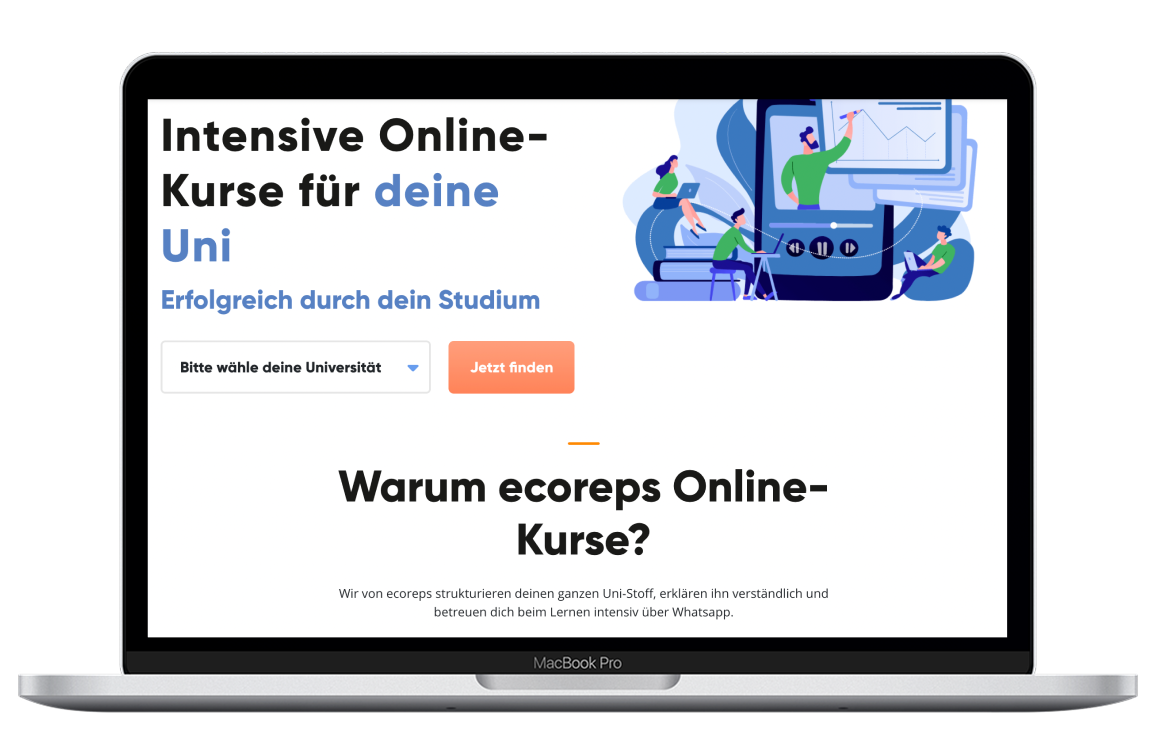 Intensive Online-
Kurse für deine
Uni
Erfolgreich durch dein Studium
Bitte wähle deine Universität
Jetzt finden
Warum ecoreps Online-
Kurse?
Wir von ecoreps strukturieren deinen ganzen Uni-Stoff, erklären ihn verständlich und
betreuen dich beim Lernen intensiv über Whatsapp.
MacBook Pro